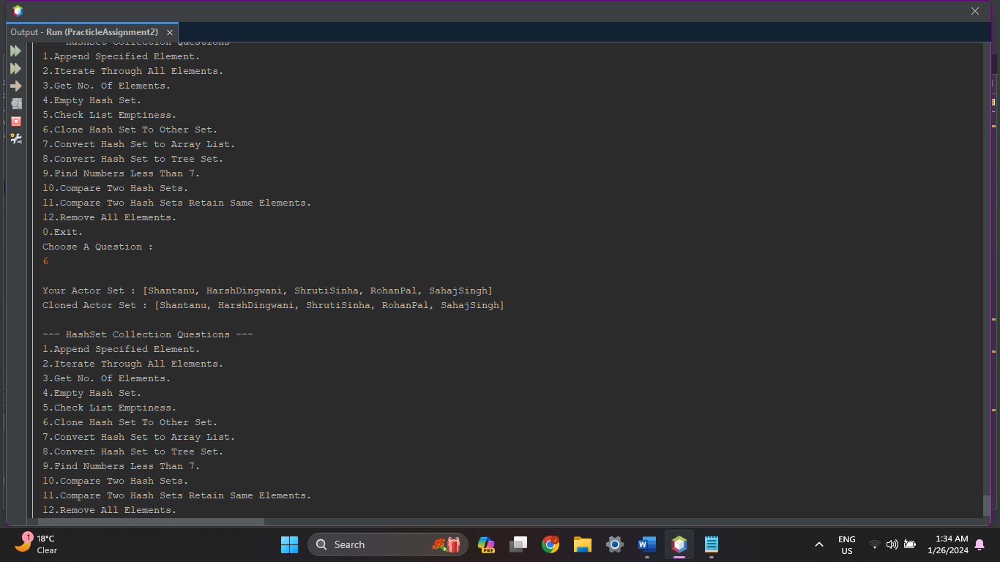 Output - Run (PracticleAssignment2) ×
HashSet Collection Questions
1.Append Specified Element.
2.Iterate Through All Elements.
3.Get No. Of Elements.
4.Empty Hash Set.
5.Check List Emptiness.
6.Clone Hash Set To Other Set.
7.Convert Hash Set to Array List.
8.Convert Hash Set to Tree Set.
9.Find Numbers Less Than 7.
10.Compare Two Hash Sets.
11.Compare Two Hash Sets Retain Same Elements.
12.Remove All Elements.
0.Exit.
Choose A Question :
6
Your Actor Set : [Shantanu, HarshDingwani, ShrutiSinha, RohanPal, SahajSingh]
Cloned Actor Set : [Shantanu, HarshDingwani, ShrutiSinha, RohanPal, SahajSingh]
--- HashSet Collection Questions ---
1.Append Specified Element.
2.Iterate Through All Elements.
3.Get No. Of Elements.
4.Empty Hash Set.
5.Check List Emptiness.
6.Clone Hash Set To Other Set.
7.Convert Hash Set to Array List.
8.Convert Hash Set to Tree Set.
9.Find Numbers Less Than 7.
10.Compare Two Hash Sets.
11.Compare Two Hash Sets Retain Same Elements.
12.Remove All Elements.
1
18°C
Clear
Search
PRE
W
ENG
US
1:34 AM
1/26/2024